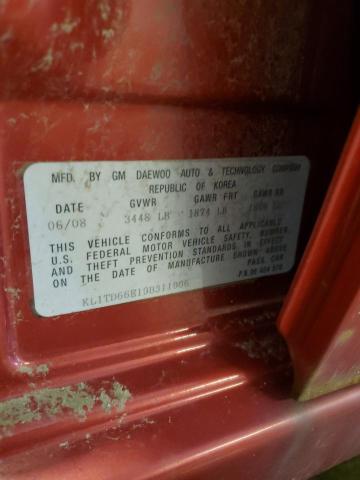 MFD. BY GM DAEWOO AUTO & TECHNOLOGY COMPANY
REPUBLIC OF KOREA
DATE GVWR GAWR FRT GAWR RR
06/08 3448 LB 1874 LB
THIS VEHICLE CONFORMS TO ALL APPLICABLE
U.S. FEDERAL MOTOR VEHICLE SAFETY, BUMPER,
AND THEFT PREVENTION STANDARDS IN EFFECT
ON THE DATE OF MANUFACTURE SHOWN ABOVE
PASS. CAR